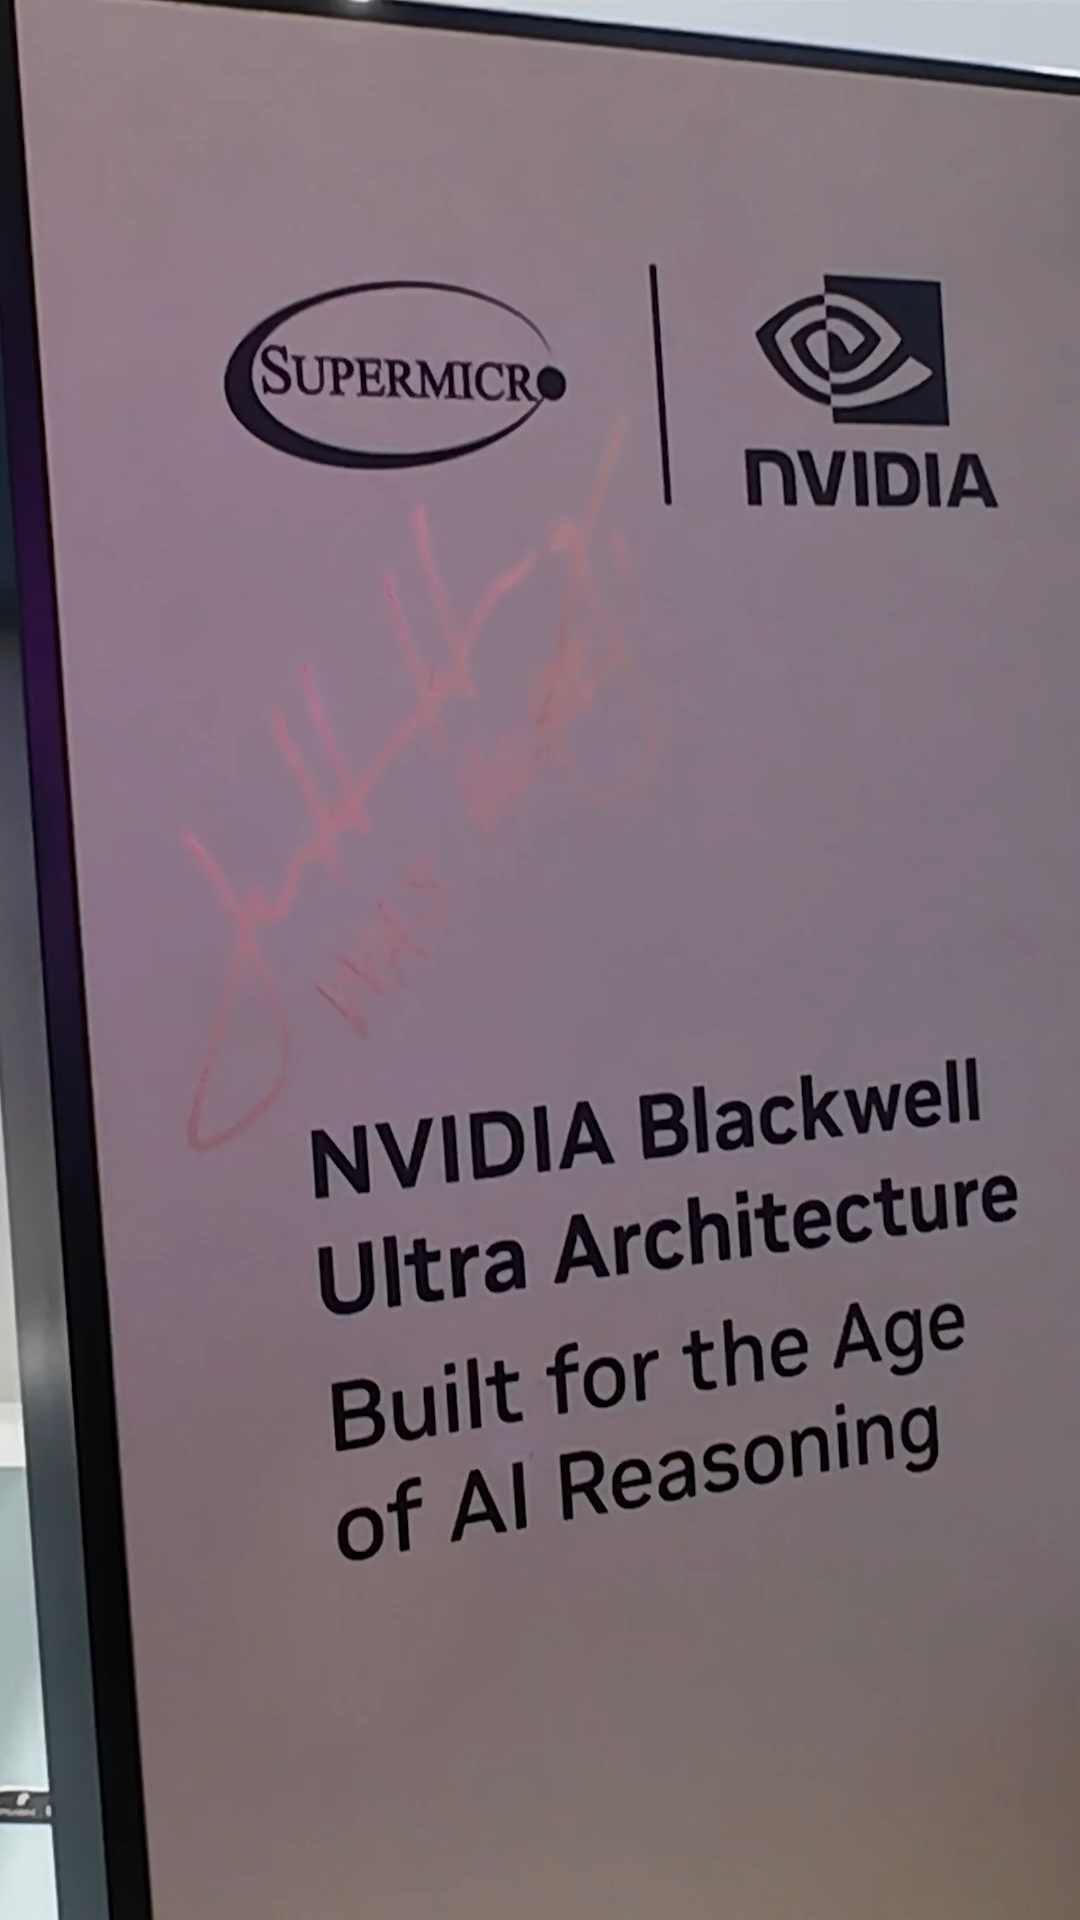 SUPERMICRO
NVIDIA
WAS
NVIDIA Blackwell
Ultra Architecture
Built for the Age
of AI Reasoning